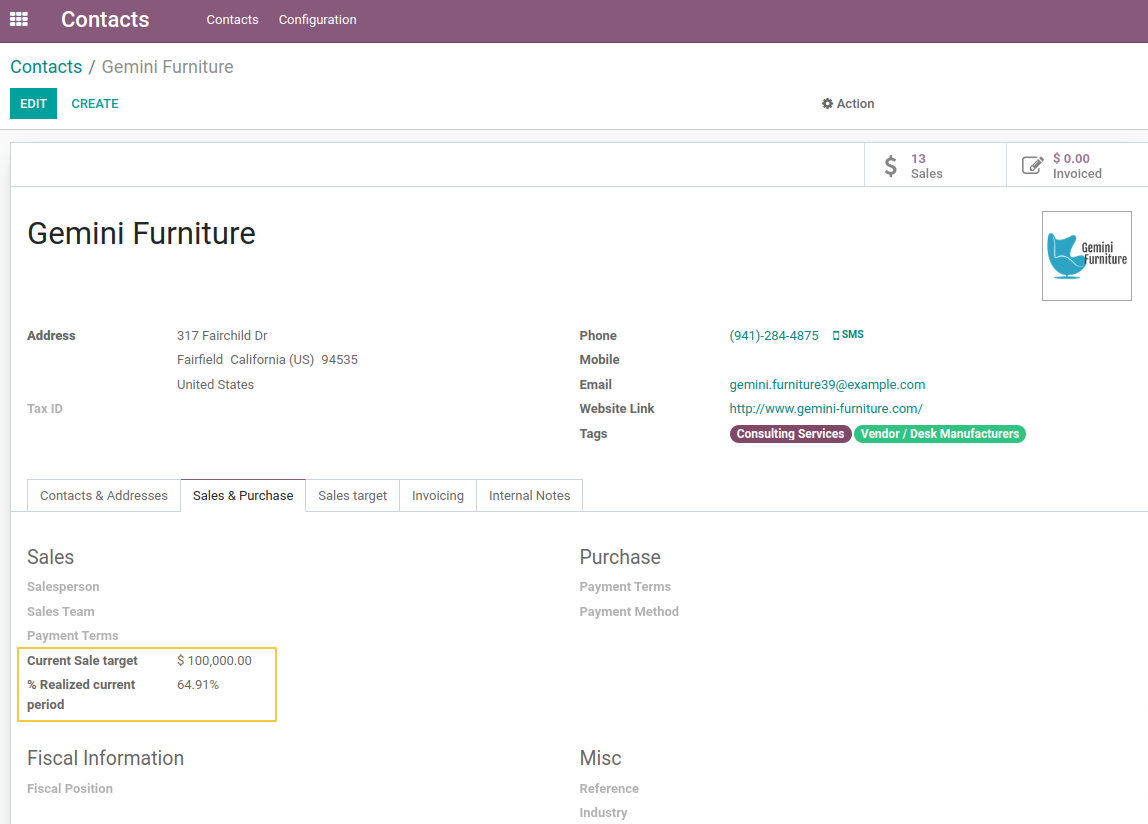 Contacts Contacts Configuration
Contacts / Gemini Furniture
EDIT CREATE Action
13
Sales
$ 0.00
Invoiced
Gemini Furniture
Gemini
Furniture
Address 317 Fairchild Dr
Fairfield California (US) 94535
United States
Tax ID
Phone (941)-284-4875 SMS
Mobile
Email gemini.furniture39@example.com
Website Link http://www.gemini-furniture.com/
Tags Consulting Services Vendor / Desk Manufacturers
Contacts & Addresses Sales & Purchase Sales target Invoicing Internal Notes
Sales
Salesperson
Sales Team
Payment Terms
Current Sale target $ 100,000.00
% Realized current 64.91%
period
Purchase
Payment Terms
Payment Method
Fiscal Information
Fiscal Position
Misc
Reference
Industry